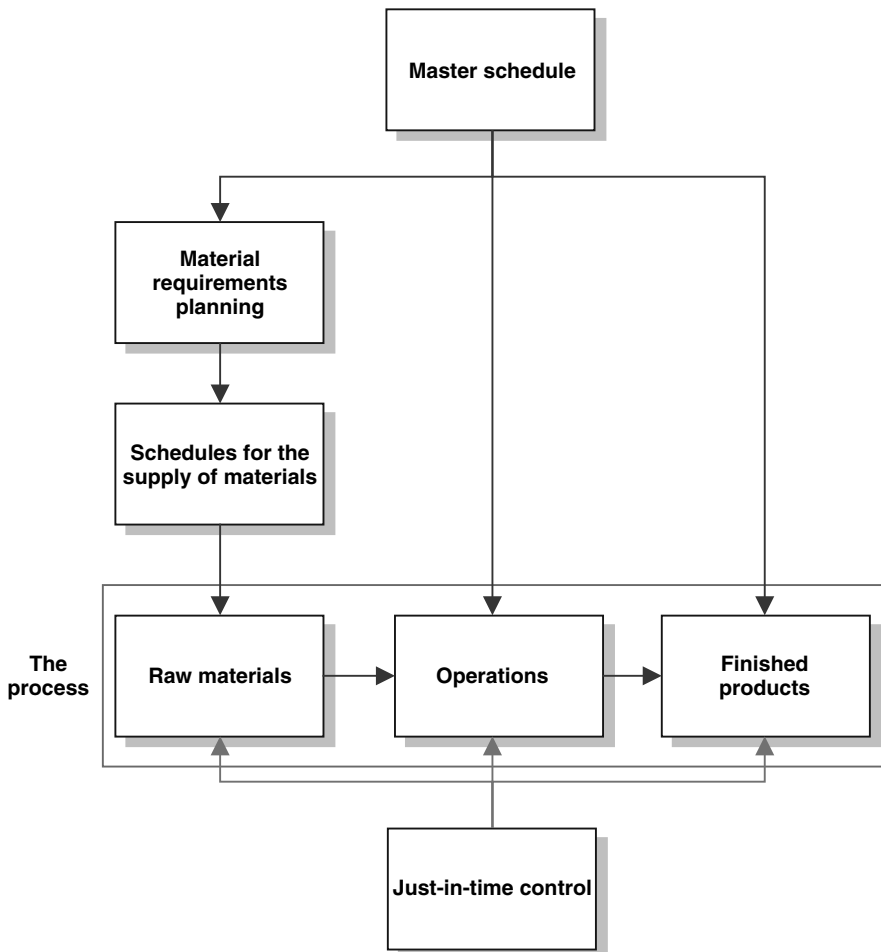 Master schedule
Material
requirements
planning
Schedules for the
supply of materials
The
process
Raw materials
Operations
Finished
products
Just-in-time control